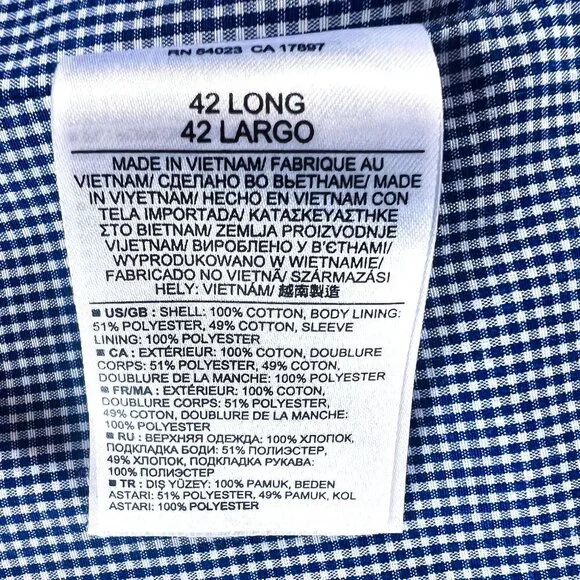 RN 54023 CA 17897
42 LONG
42 LARGO
MADE IN VIETNAM/ FABRIQUE AU
VIETNAM/ СДЕЛАНО ВО ВЬЕТНАМЕ/ MADE
IN VIYETNAM/ HECHO EN VIETNAM CON
TELA IMPORTADA/ ΚΑΤΑΣΚΕΥΑΣΤΗΚΕ
ΣΤΟ ΒΙΕΤΝΑΜ/ ZEMLJA PROIZVODNJE
VIJETNAM/ ВИРОБЛЕНО У В'ЄТНАМІ/
WYPRODUKOWANO W WIETNAMIE/
FABRICADO NO VIETNÃ/ SZÁRMAZÁSI
HELY: VIETNÁM/ 越南製造
US/GB : SHELL: 100% COTTON, BODY LINING:
51% POLYESTER, 49% COTTON, SLEEVE
LINING: 100% POLYESTER
CA : EXTÉRIEUR: 100% COTON, DOUBLURE
CORPS: 51% POLYESTER, 49% COTON,
DOUBLURE DE LA MANCHE: 100% POLYESTER
FR/MA : EXTÉRIEUR: 100% COTON,
DOUBLURE CORPS: 51% POLYESTER,
49% COTON, DOUBLURE DE LA MANCHE:
100% POLYESTER
RU : ВЕРХНЯЯ ОДЕЖДА: 100% ХЛОПОК,
ПОДКЛАДКА БОДИ: 51% ПОЛИЭСТЕР,
49% ХЛОПОК, ПОДКЛАДКА РУКАВА:
100% ПОЛИЭСТЕР
TR : DIŞ YÜZEY: 100% PAMUK, BEDEN
ASTARI: 51% POLYESTER, 49% PAMUK, KOL
ASTARI: 100% POLYESTER